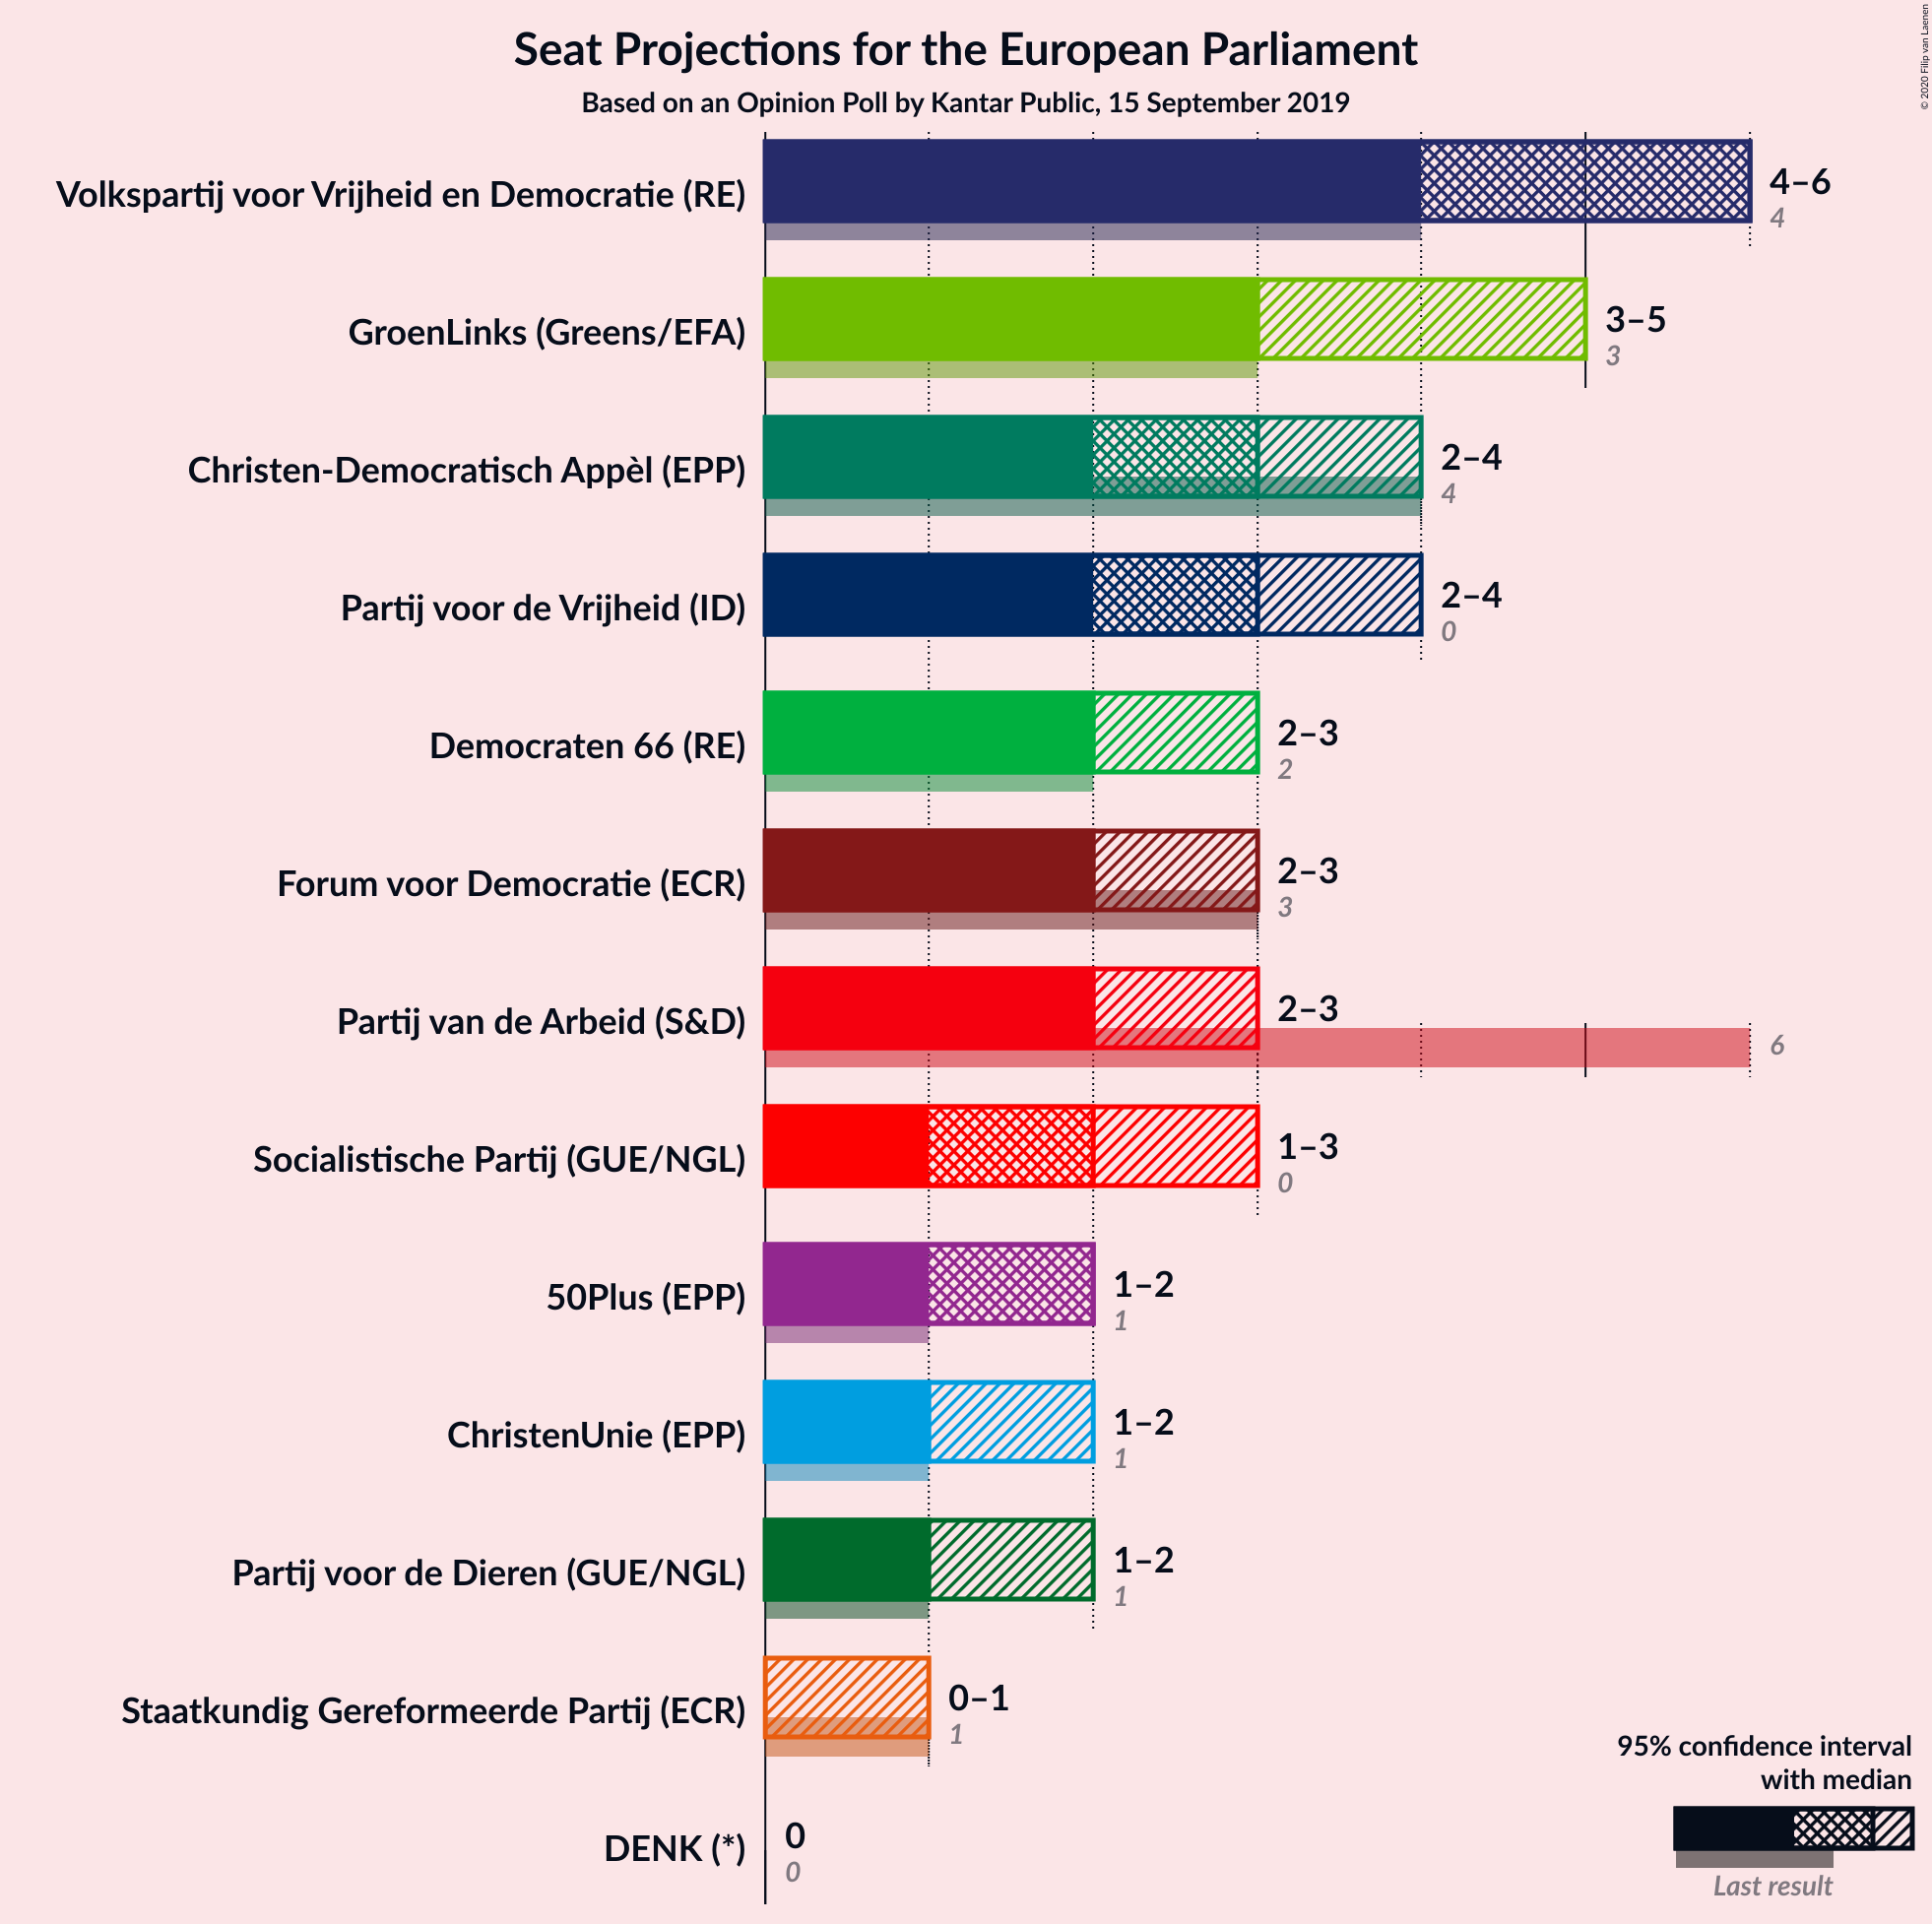 Seat Projections for the European Parliament
Based on an Opinion Poll by Kantar Public, 15 September 2019
© 2020 Filip van Laenen
Volkspartij voor Vrijheid en Democratie (RE)
4–6
4
GroenLinks (Greens/EFA)
3–5
3
Christen-Democratisch Appèl (EPP)
2–4
4
Partij voor de Vrijheid (ID)
2–4
0
Democraten 66 (RE)
2–3
2
Forum voor Democratie (ECR)
2–3
3
Partij van de Arbeid (S&D)
2–3
6
Socialistische Partij (GUE/NGL)
1–3
0
50Plus (EPP)
1–2
1
ChristenUnie (EPP)
1–2
1
Partij voor de Dieren (GUE/NGL)
1–2
1
Staatkundig Gereformeerde Partij (ECR)
0–1
1
DENK (*)
0
0
95% confidence interval
with median
Last result